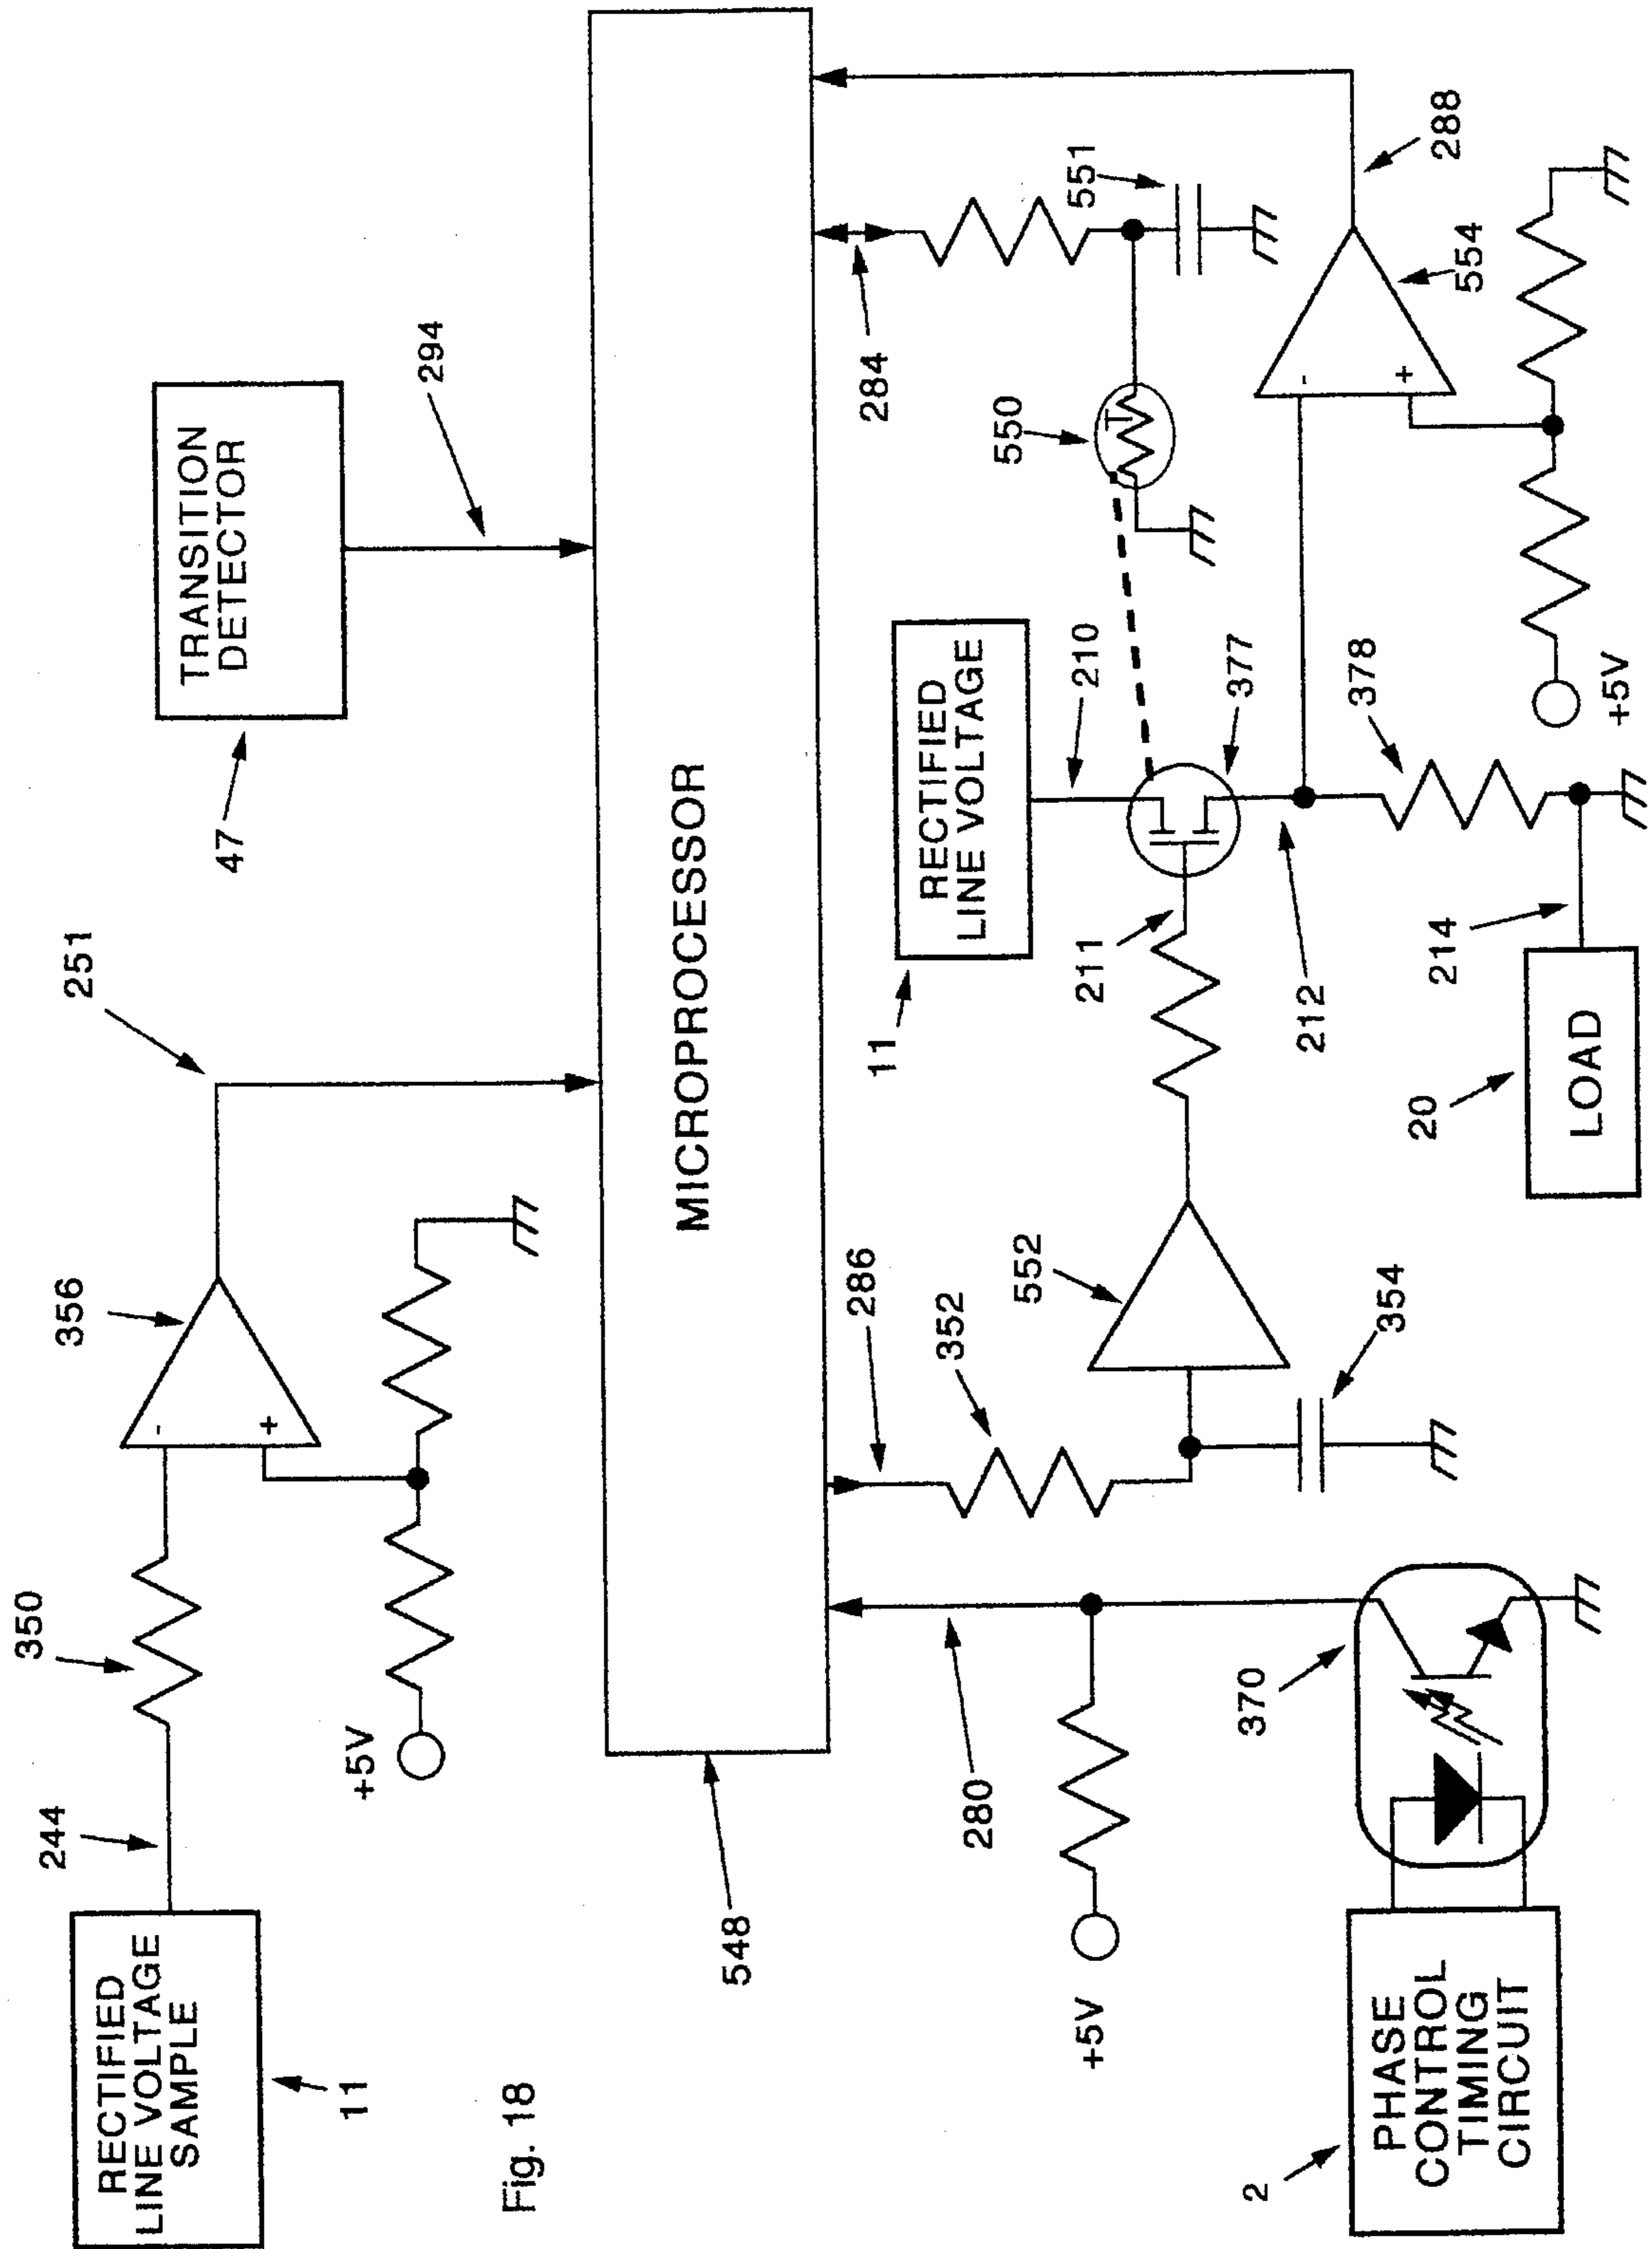 RECTIFIED
LINE VOLTAGE
SAMPLE
11
244
350
356
-
+
+5V
251
47
TRANSITION
DETECTOR
294
MICROPROCESSOR
548
280
+5V
2
PHASE
CONTROL
TIMING
CIRCUIT
370
286
352
354
552
211
11
RECTIFIED
LINE VOLTAGE
210
377
212
378
214
20
LOAD
550
T
284
551
-
+
554
288
+5V
Fig. 18